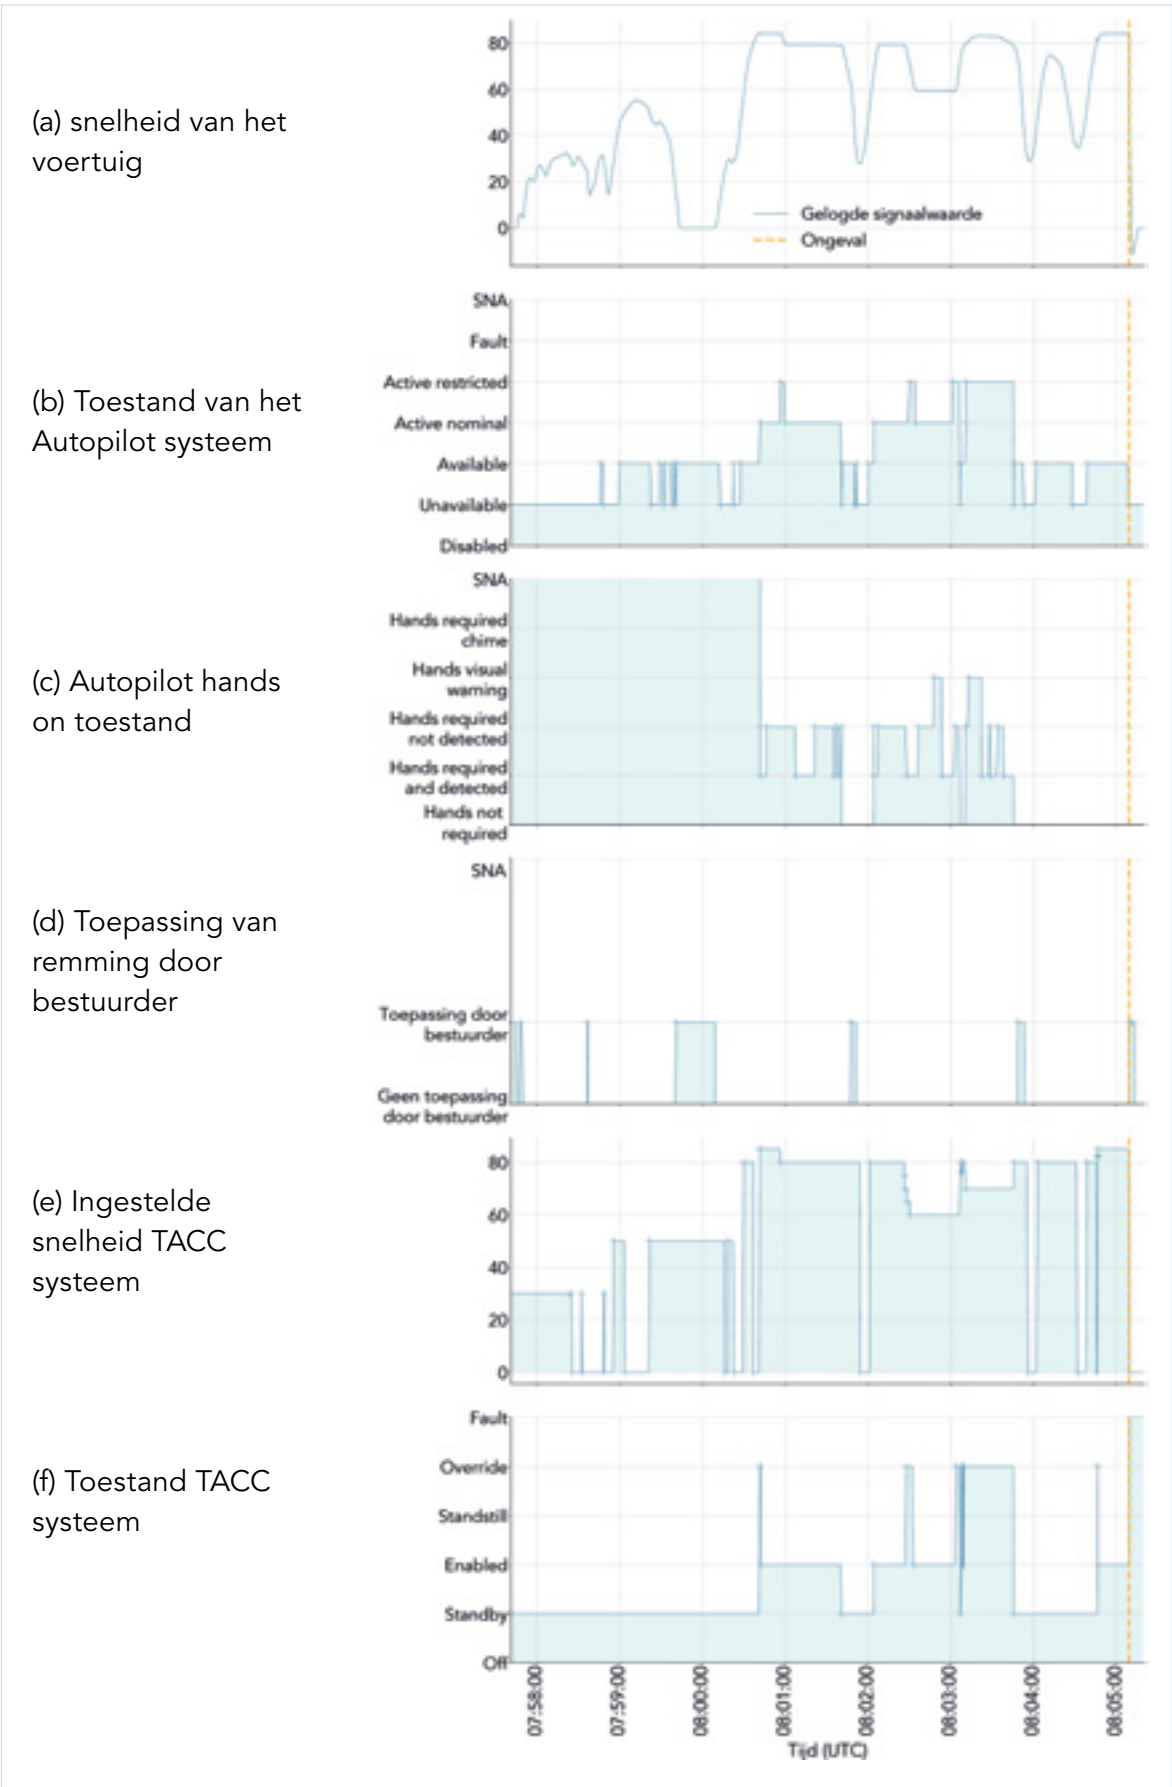 (a) snelheid van het
voertuig
80
60
40
20
0
Gelogde signaalwaarde
Ongeval
(b) Toestand van het
Autopilot systeem
SNA
Fault
Active restricted
Active nominal
Available
Unavailable
Disabled
(c) Autopilot hands
on toestand
SNA
Hands required
chime
Hands visual
warning
Hands required
not detected
Hands required
and detected
Hands not
required
(d) Toepassing van
remming door
bestuurder
SNA
Toepassing door
bestuurder
Geen toepassing
door bestuurder
(e) Ingestelde
snelheid TACC
systeem
80
60
40
20
0
(f) Toestand TACC
systeem
Fault
Override
Standstill
Enabled
Standby
Off
07:58:00
07:59:00
08:00:00
08:01:00
08:02:00
08:03:00
08:04:00
08:05:00
Tijd (UTC)